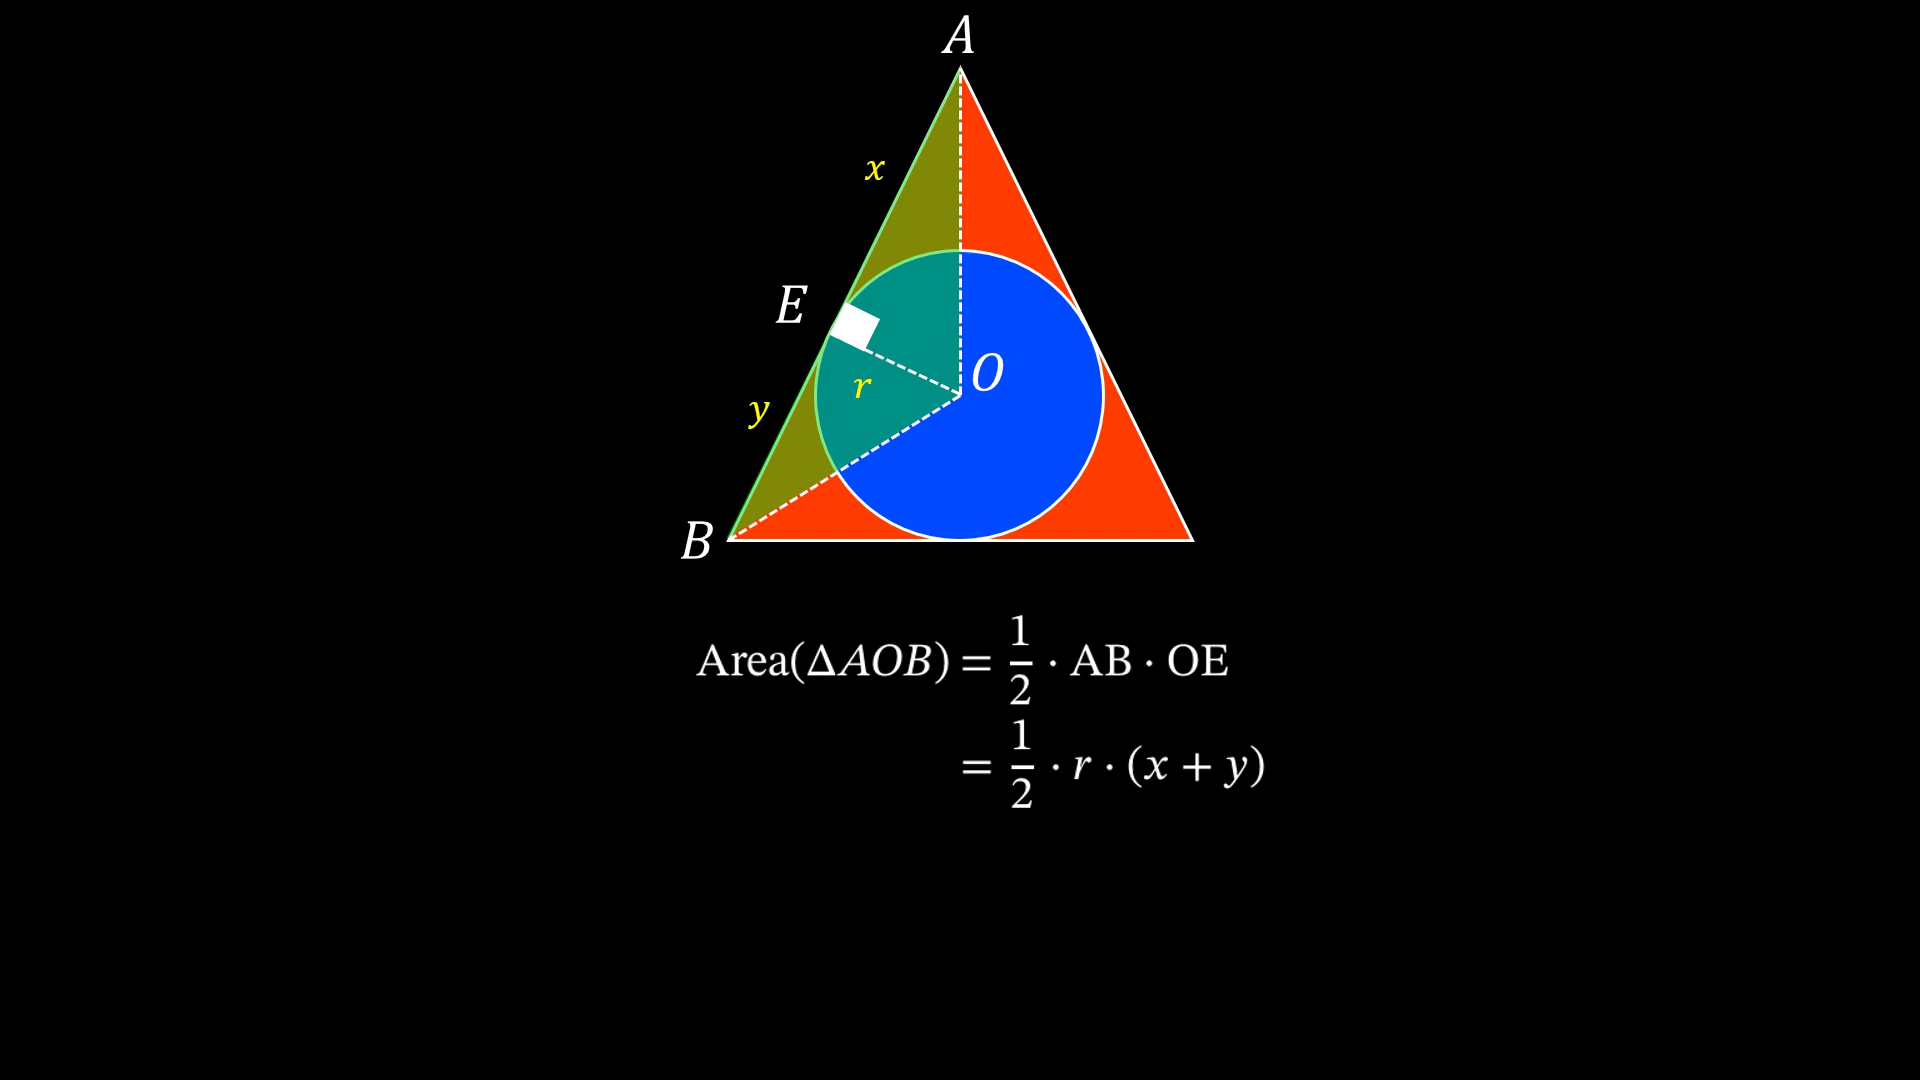 A
x
E
O
r
y
B
Area(ΔAOB) = 1/2 · AB · OE
= 1/2 · r · (x + y)